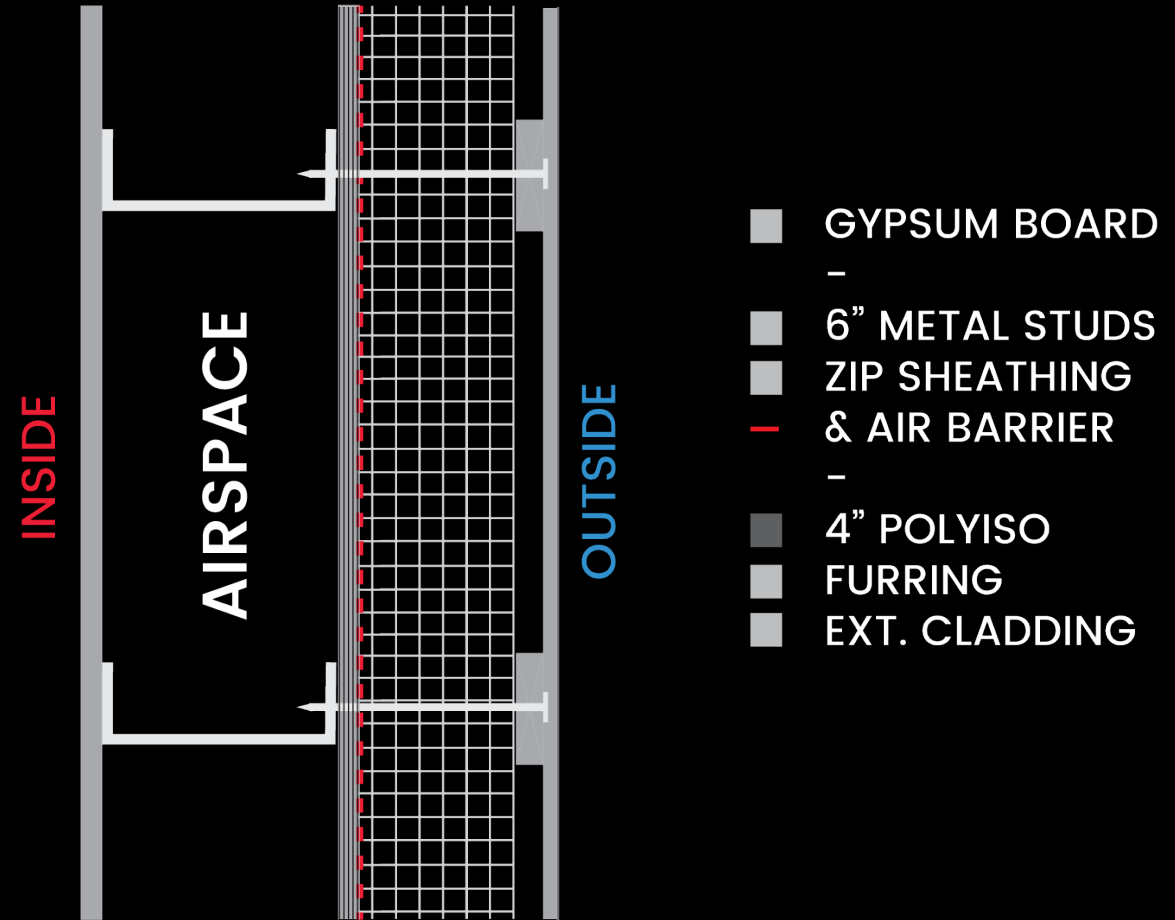 INSIDE
AIRSPACE
OUTSIDE
GYPSUM BOARD
–
6” METAL STUDS
ZIP SHEATHING
& AIR BARRIER
–
4” POLYISO
FURRING
EXT. CLADDING